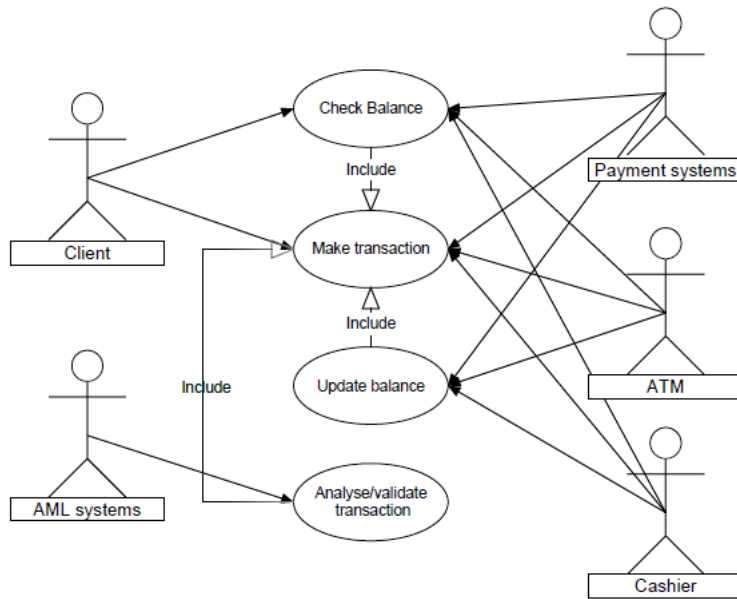 Check Balance
Payment systems
Include
Client
Make transaction
Include
Include
Update balance
ATM
AML systems
Analyse/validate
transaction
Cashier